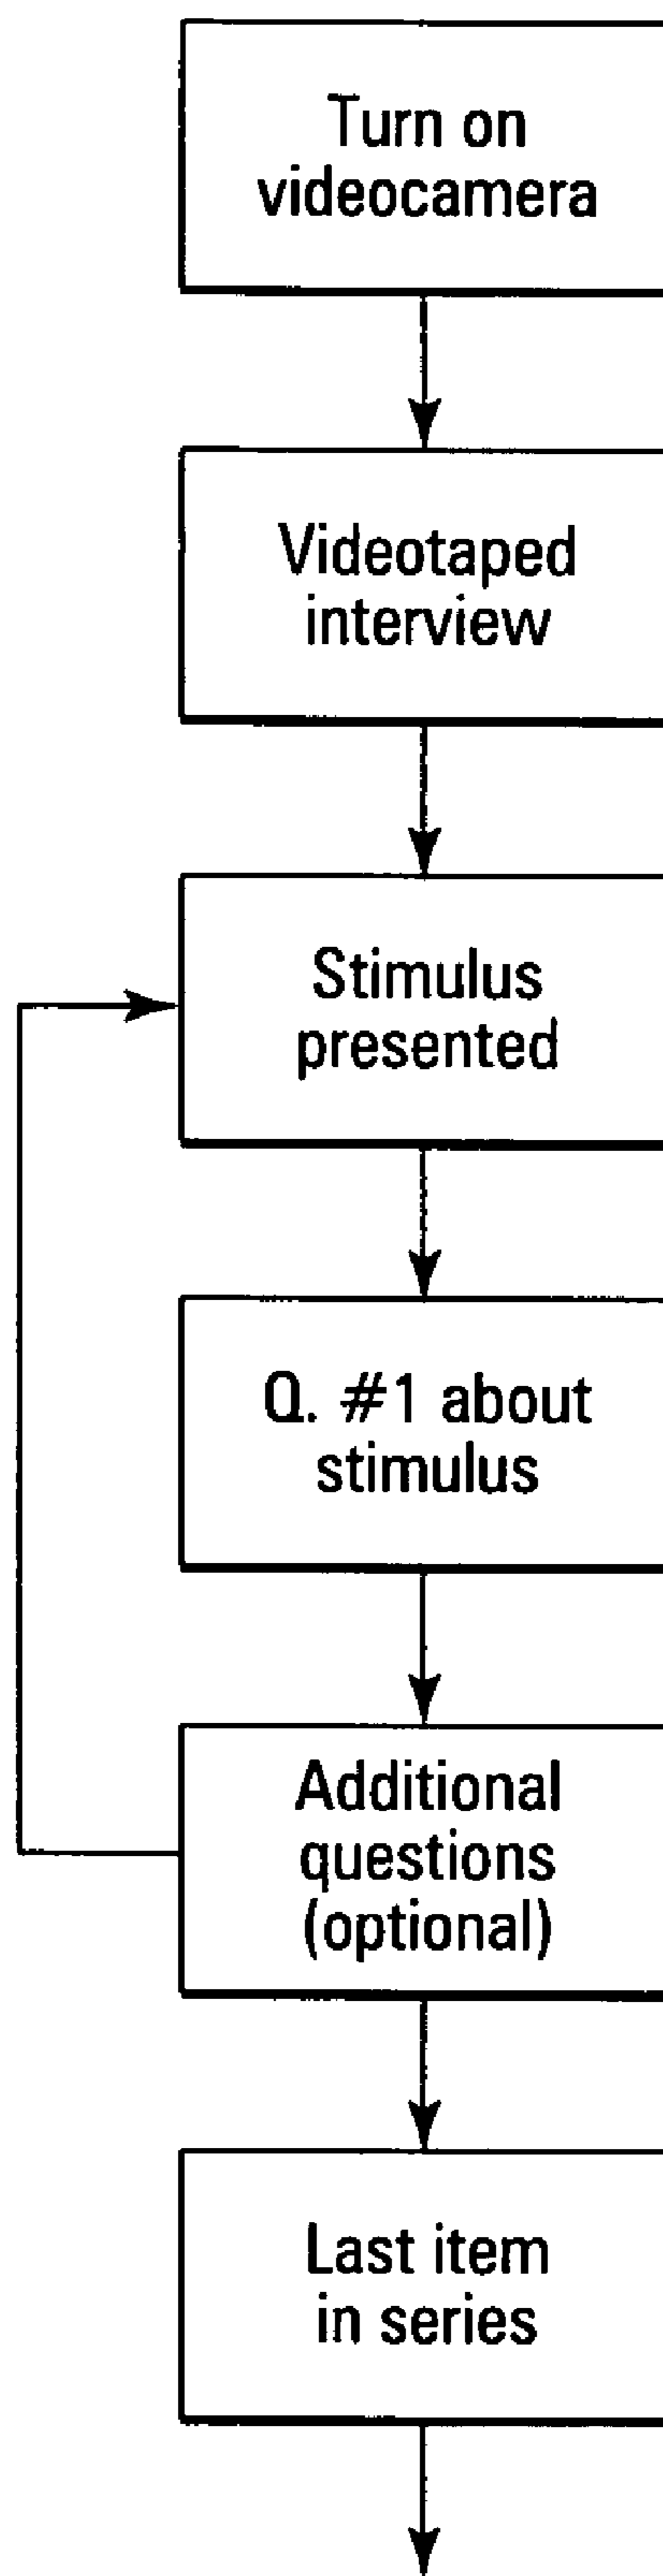 Turn on
videocamera
Videotaped
interview
Stimulus
presented
Q. #1 about
stimulus
Additional
questions
(optional)
Last item
in series